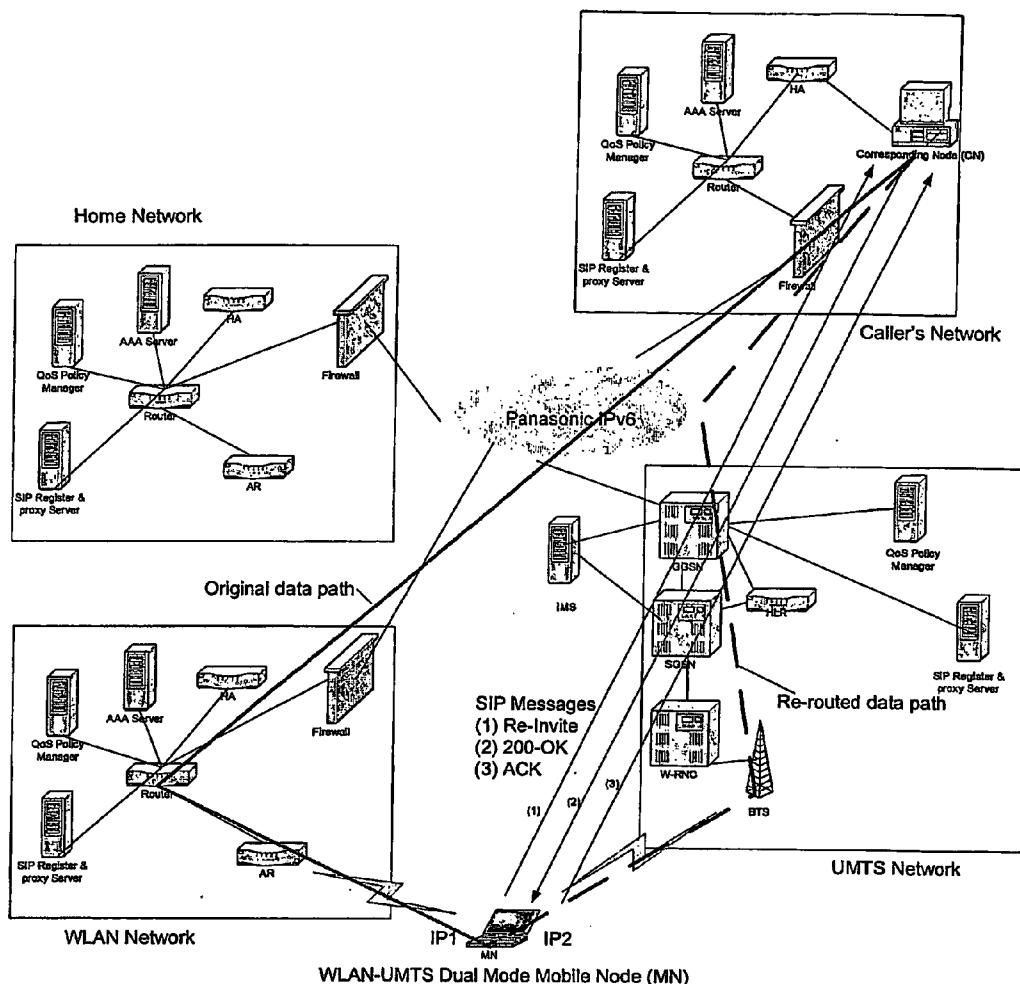 HA
AAA Server
QoS Policy
Manager
Corresponding Node (CN)
Router
SIP Register &
proxy Server
Firewall
Caller's Network
Home Network
HA
AAA Server
QoS Policy
Manager
Firewall
Router
SIP Register &
proxy Server
AR
Panasonic IPv6
Original data path
GGSN
QoS Policy
Manager
IMS
HLR
SGSN
SIP Register &
proxy Server
Re-routed data path
W-RNC
BTS
UMTS Network
SIP Messages
(1) Re-Invite
(2) 200-OK
(3) ACK
(1)
(2)
(3)
HA
AAA Server
QoS Policy
Manager
Firewall
Router
SIP Register &
proxy Server
AR
WLAN Network
IP1
IP2
MN
WLAN-UMTS Dual Mode Mobile Node (MN)